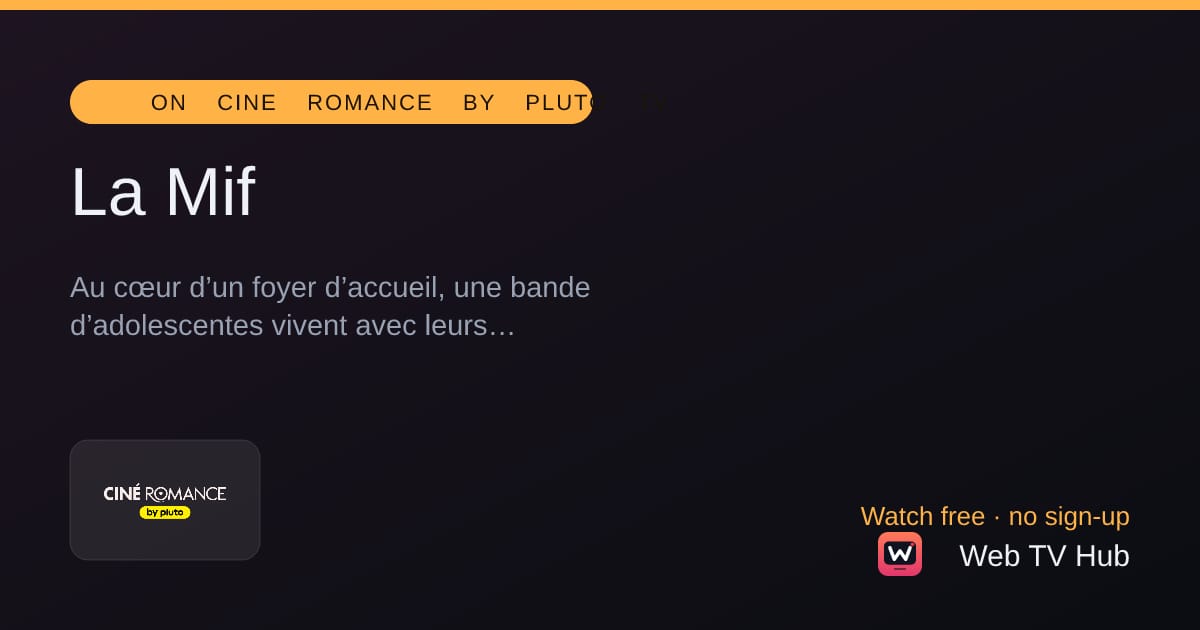 ON CINE ROMANCE BY PLUTO TV
La Mif
Au cœur d’un foyer d’accueil, une bande
d’adolescentes vivent avec leurs…
CINÉ ROMANCE
by pluto
Watch free · no sign-up
W
Web TV Hub